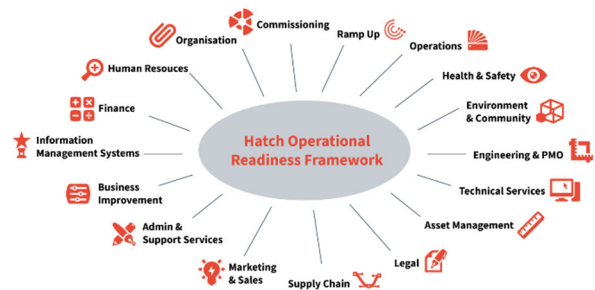 Commissioning
Ramp Up
Organisation
Operations
Human Resouces
Health & Safety
Finance
Environment
& Community
Hatch Operational
Readiness Framework
Information
Management Systems
Engineering & PMO
Business
Improvement
Technical Services
Admin &
Support Services
Asset Management
Marketing
& Sales
Legal
Supply Chain